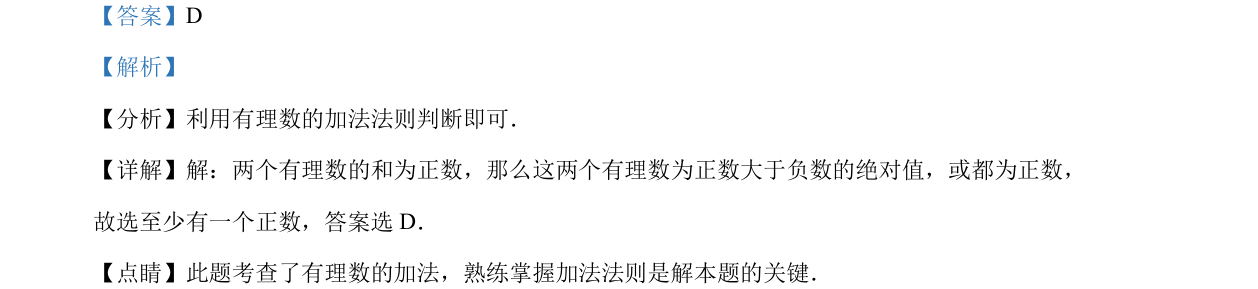 【答案】D
【解析】
【分析】利用有理数的加法法则判断即可．
【详解】解：两个有理数的和为正数，那么这两个有理数为正数大于负数的绝对值，或都为正数，
故选至少有一个正数，答案选 D．
【点睛】此题考查了有理数的加法，熟练掌握加法法则是解本题的关键．